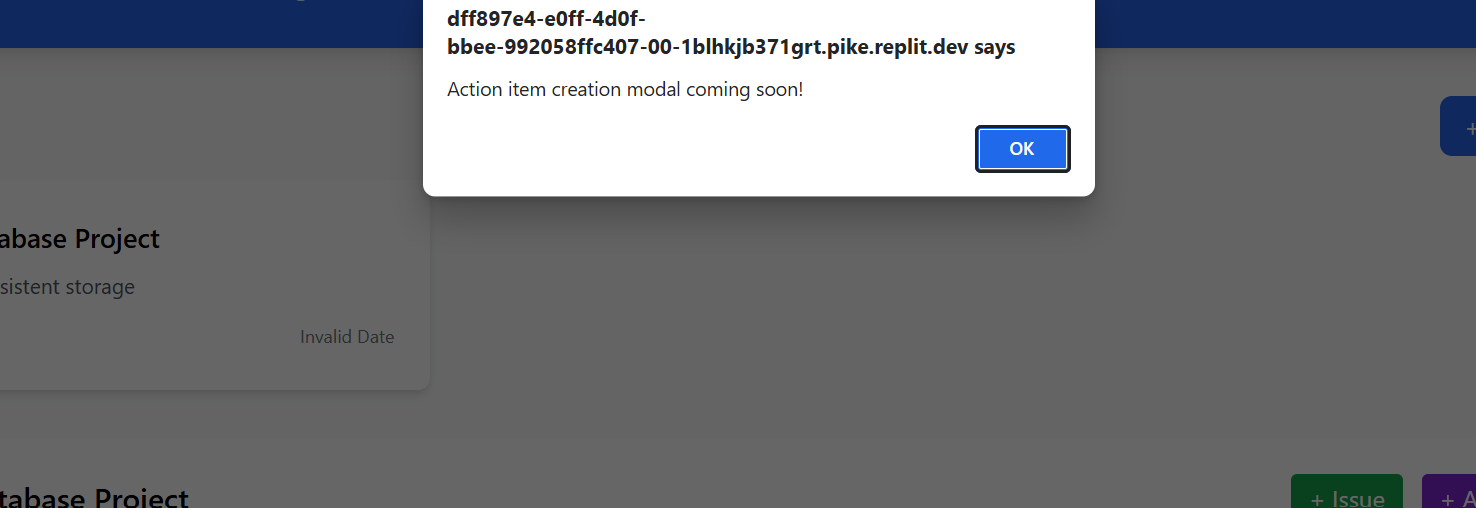 dff897e4-e0ff-4d0f-
bbee-992058ffc407-00-1blhkjb371grt.pike.replit.dev says
Action item creation modal coming soon!
OK
+
abase Project
sistent storage
Invalid Date
tabase Project
+ Issue
+ A